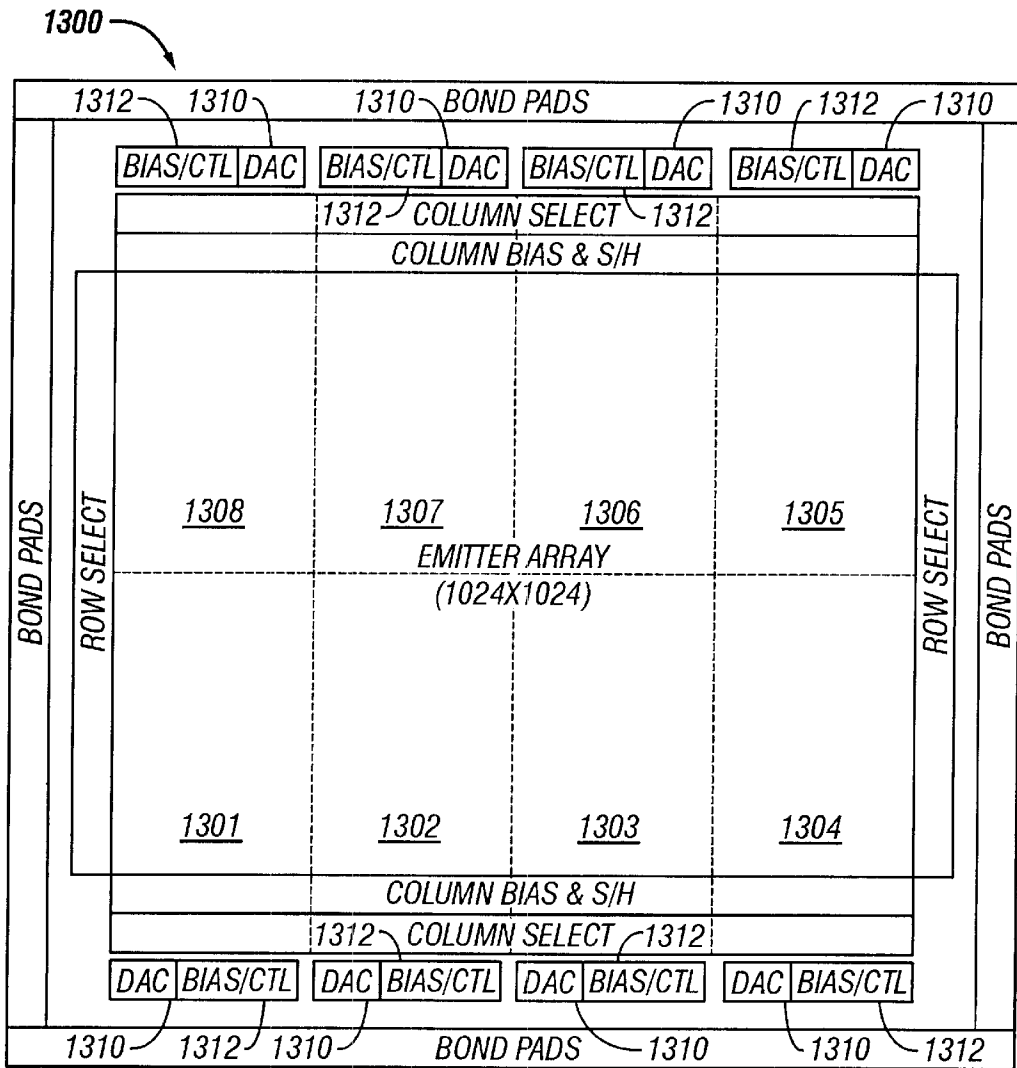 1300
1312 1310 1310 BOND PADS 1310 1312 1310
BIAS/CTL DAC BIAS/CTL DAC BIAS/CTL DAC BIAS/CTL DAC
1312 COLUMN SELECT 1312
COLUMN BIAS & S/H
BOND PADS
ROW SELECT
1308 1307 1306 1305
EMITTER ARRAY
(1024X1024)
ROW SELECT
BOND PADS
1301 1302 1303 1304
COLUMN BIAS & S/H
1312 COLUMN SELECT 1312
DAC BIAS/CTL DAC BIAS/CTL DAC BIAS/CTL DAC BIAS/CTL
1310 1312 1310 BOND PADS 1310 1310 1312